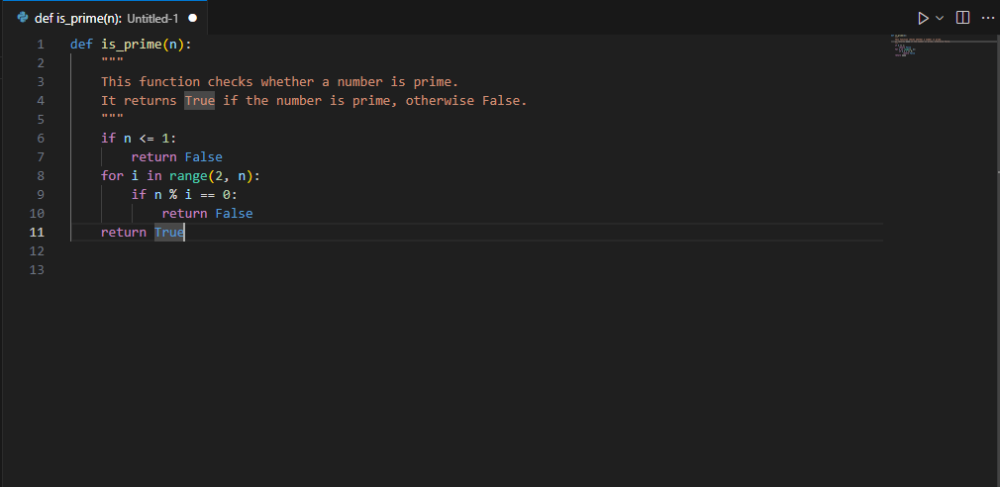 def is_prime(n): Untitled-1
1 def is_prime(n):
2     """
3     This function checks whether a number is prime.
4     It returns True if the number is prime, otherwise False.
5     """
6     if n <= 1:
7         return False
8     for i in range(2, n):
9         if n % i == 0:
10             return False
11     return True
12
13